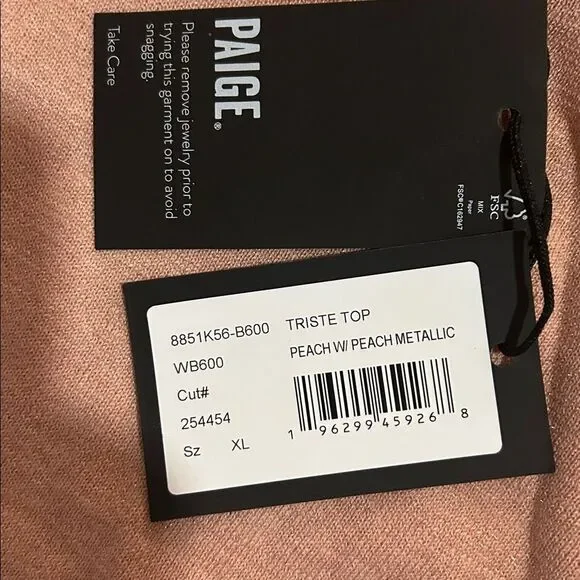 PAIGE®
Please remove jewelry prior to
trying this garment on to avoid
snagging.
Take Care
FSC
MIX
Paper
FSC® C162947
8851K56-B600 TRISTE TOP
WB600 PEACH W/ PEACH METALLIC
Cut#
254454
Sz XL
1 96299 45926 8